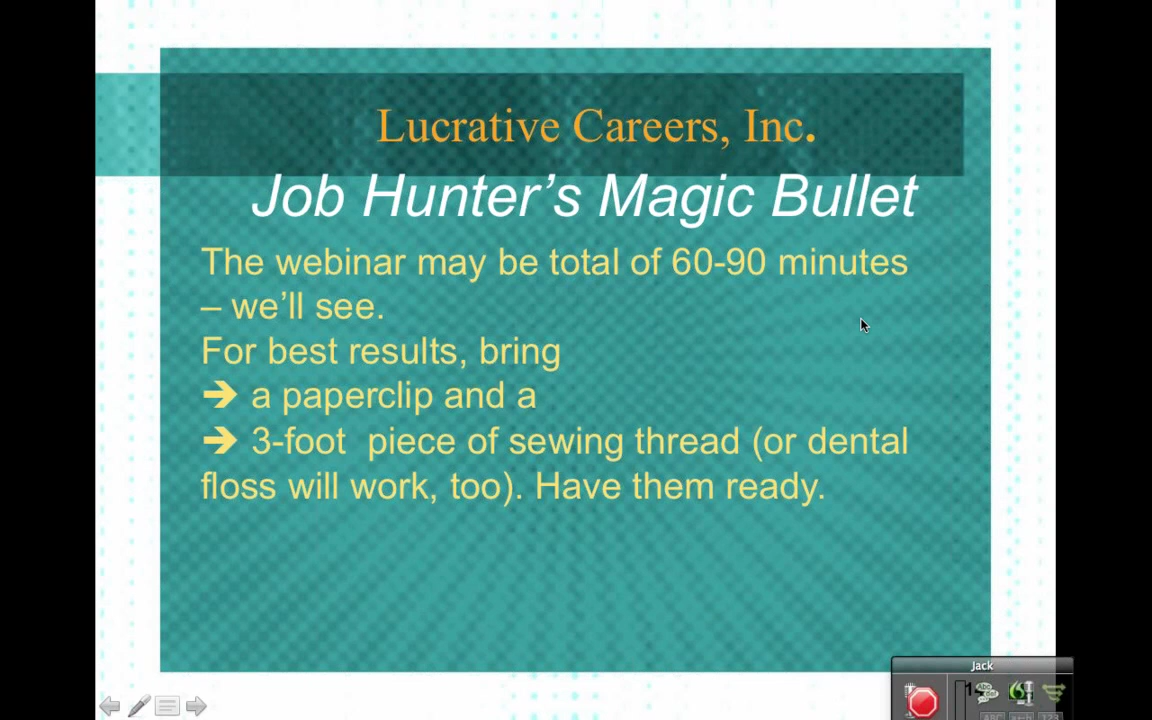 Lucrative Careers, Inc.
Job Hunter’s Magic Bullet
The webinar may be total of 60-90 minutes
– we’ll see.
For best results, bring
➔ a paperclip and a
➔ 3-foot  piece of sewing thread (or dental
floss will work, too). Have them ready.
Jack